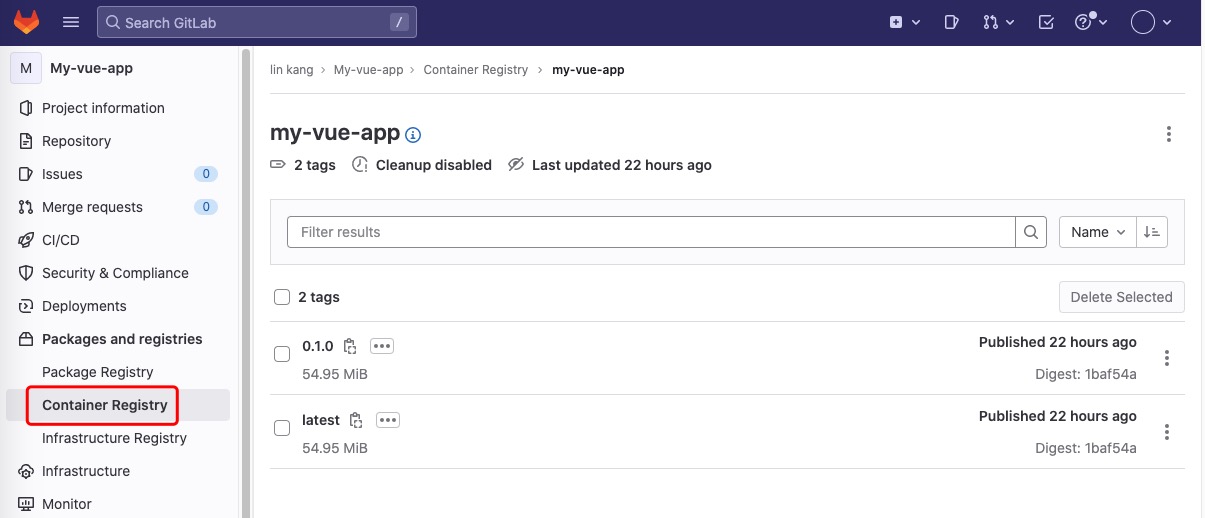 Search GitLab /
M My-vue-app
Project information
Repository
Issues 0
Merge requests 0
CI/CD
Security & Compliance
Deployments
Packages and registries
Package Registry
Container Registry
Infrastructure Registry
Infrastructure
Monitor
lin kang › My-vue-app › Container Registry › my-vue-app
my-vue-app
2 tags Cleanup disabled Last updated 22 hours ago
Filter results Name
2 tags Delete Selected
0.1.0 Published 22 hours ago
54.95 MiB Digest: 1baf54a
latest Published 22 hours ago
54.95 MiB Digest: 1baf54a